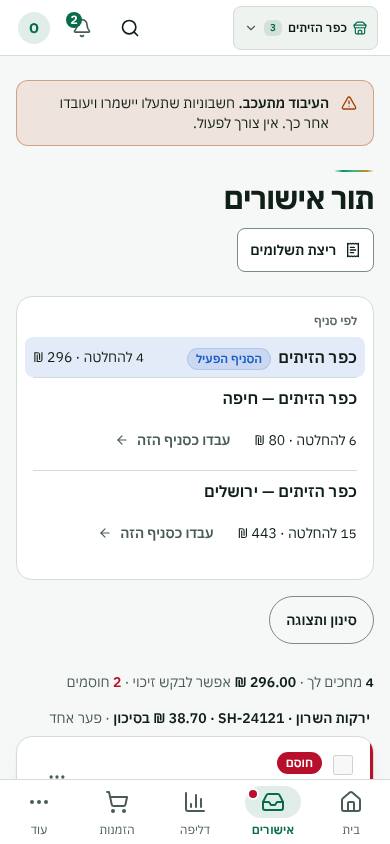 כפר הזיתים 3
2
0
העיבוד מתעכב. חשבוניות שתעלו יישמרו ויעובדו
אחר כך. אין צורך לפעול.
תור אישורים
ריצת תשלומים
לפי סניף
כפר הזיתים הסניף הפעיל 4 להחלטה · 296 ₪
כפר הזיתים — חיפה
6 להחלטה · 80 ₪ עבדו כסניף הזה ←
כפר הזיתים — ירושלים
15 להחלטה · 443 ₪ עבדו כסניף הזה ←
סינון ותצוגה
4 מחכים לך · 296.00 ₪ אפשר לבקש זיכוי · 2 חוסמים
ירקות השרון · SH-24121 · 38.70 ₪ בסיכון · פער אחד
חוסם
בית
אישורים
דליפה
הזמנות
עוד